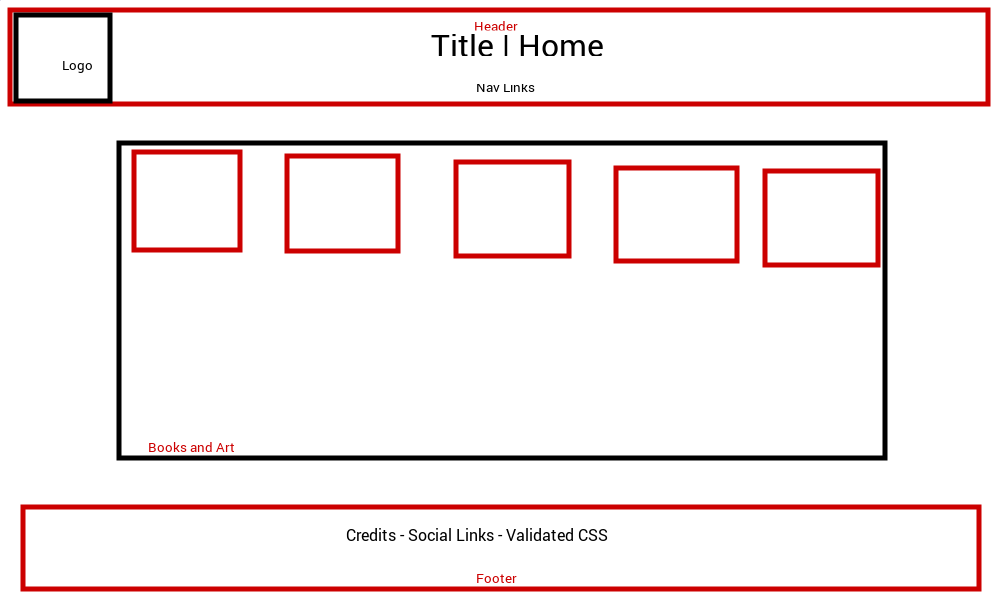 Header
Title | Home
Logo
Nav Links
Books and Art
Credits - Social Links - Validated CSS
Footer